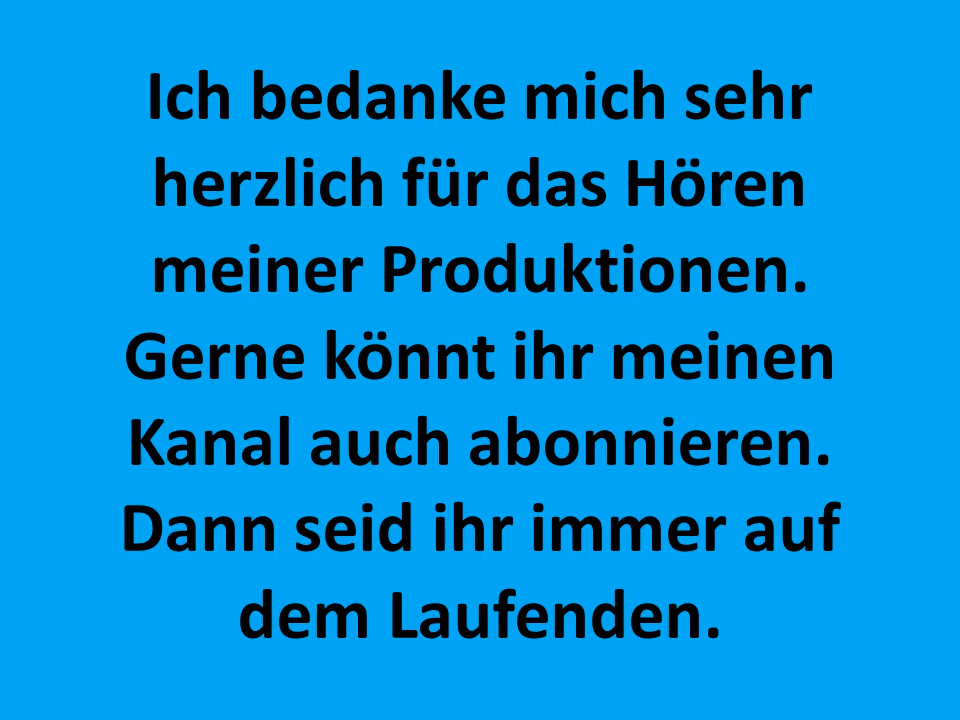 Ich bedanke mich sehr
herzlich für das Hören
meiner Produktionen.
Gerne könnt ihr meinen
Kanal auch abonnieren.
Dann seid ihr immer auf
dem Laufenden.